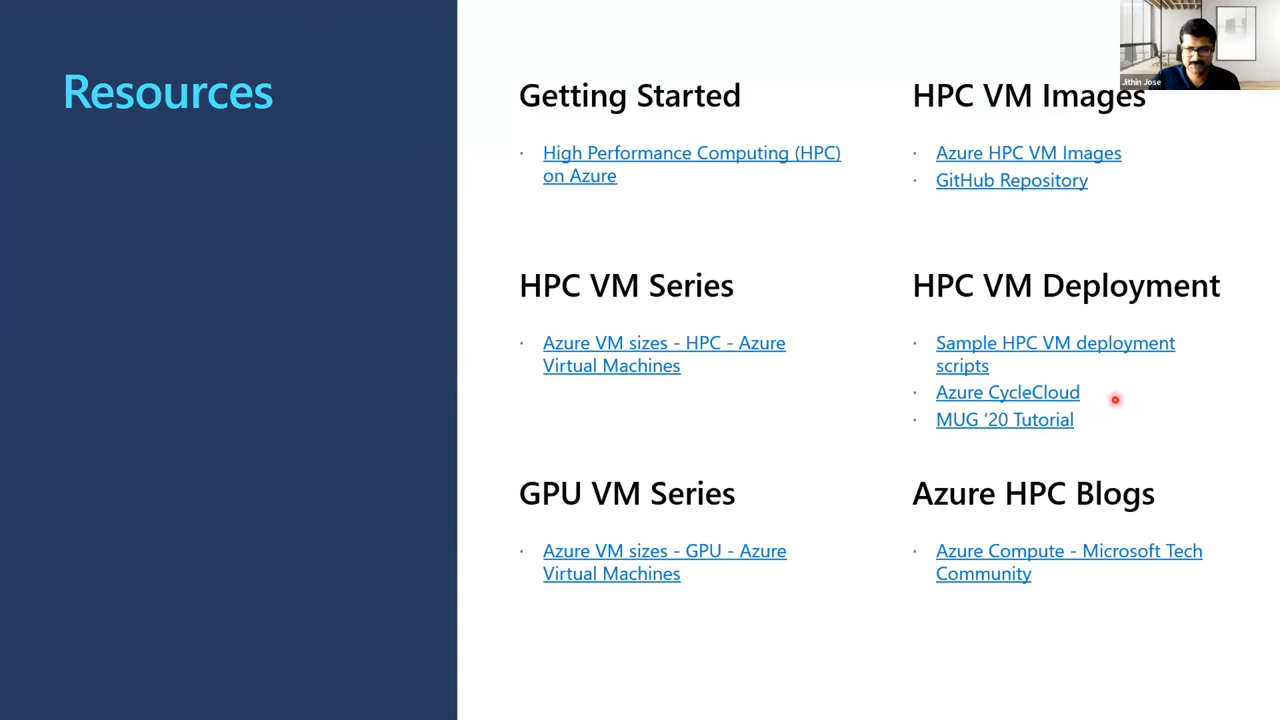 Resources
Getting Started
· High Performance Computing (HPC)
on Azure
HPC VM Series
· Azure VM sizes - HPC - Azure
Virtual Machines
GPU VM Series
· Azure VM sizes - GPU - Azure
Virtual Machines
HPC VM Images
· Azure HPC VM Images
· GitHub Repository
HPC VM Deployment
· Sample HPC VM deployment
scripts
· Azure CycleCloud
· MUG ‘20 Tutorial
Azure HPC Blogs
· Azure Compute - Microsoft Tech
Community
Jithin Jose